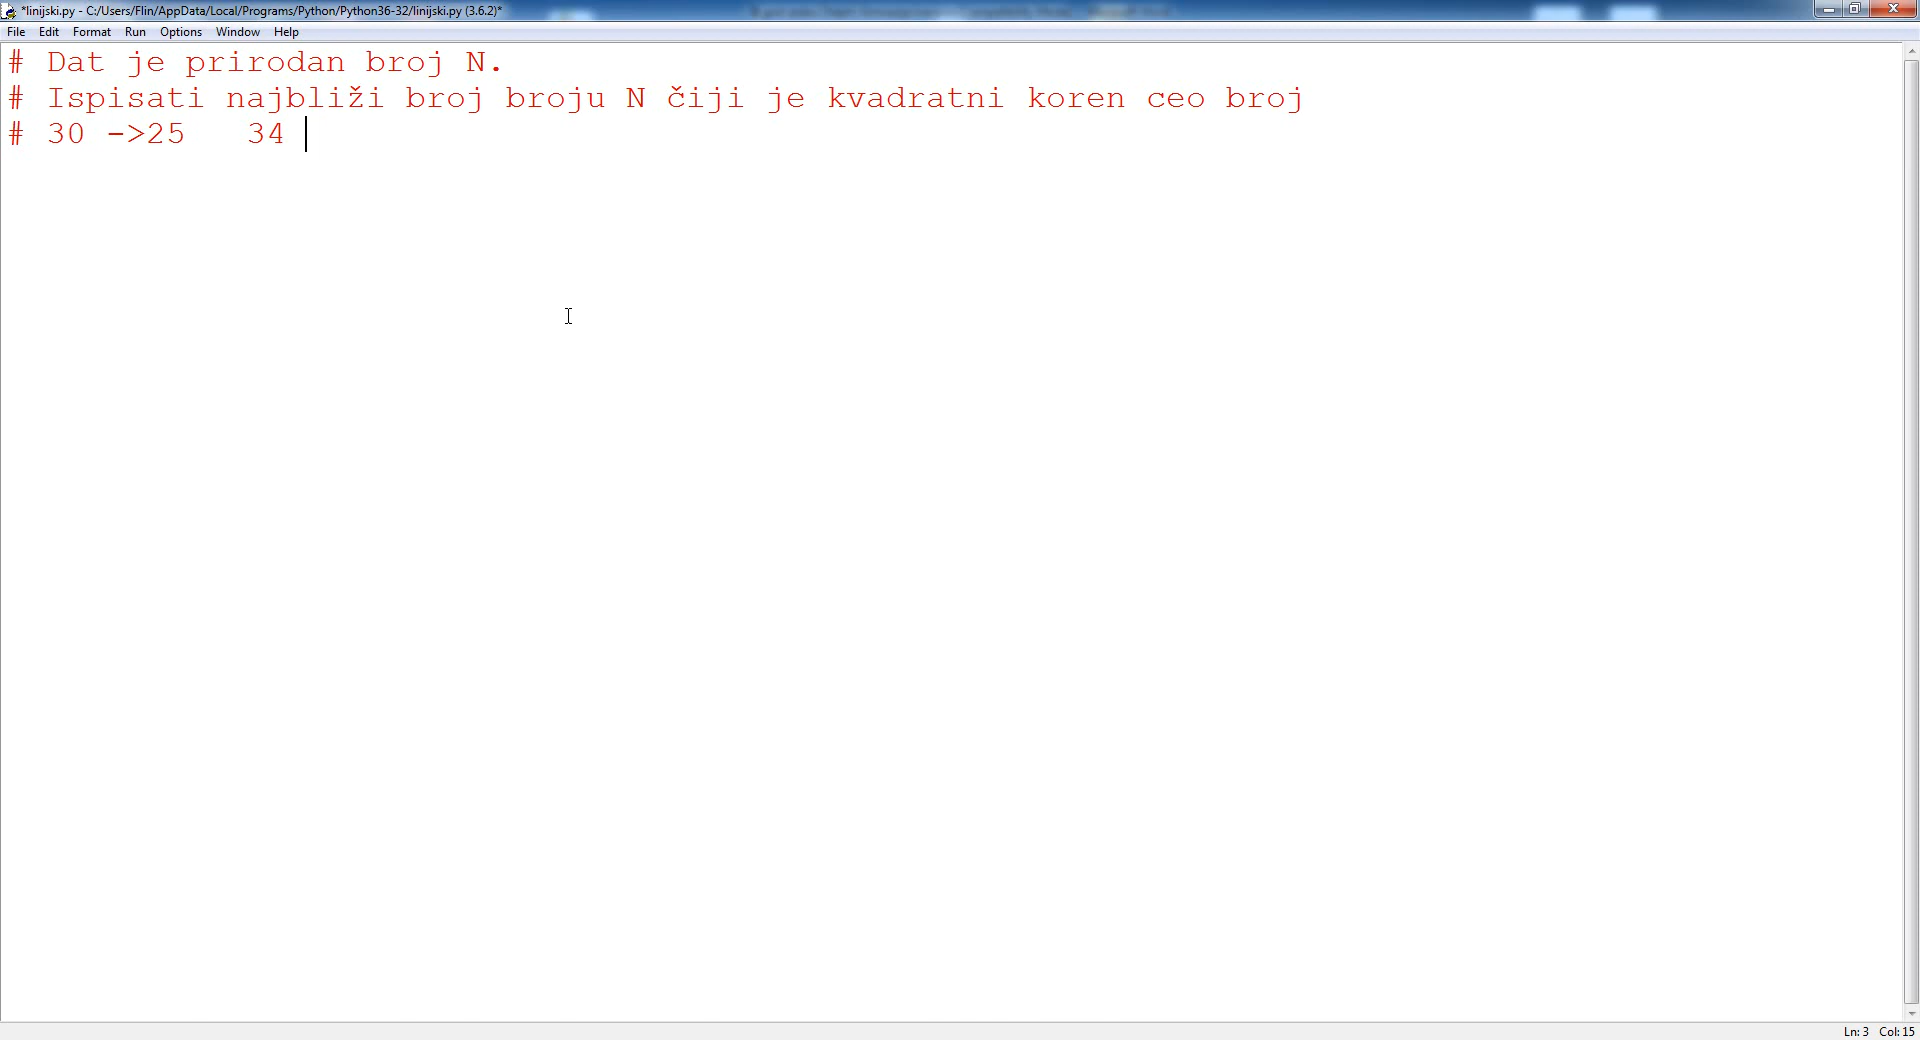 *linijski.py - C:/Users/Flin/AppData/Local/Programs/Python/Python36-32/linijski.py (3.6.2)*
File Edit Format Run Options Window Help
# Dat je prirodan broj N.
# Ispisati najbliži broj broju N čiji je kvadratni koren ceo broj
# 30 ->25 34
Ln: 3 Col: 15